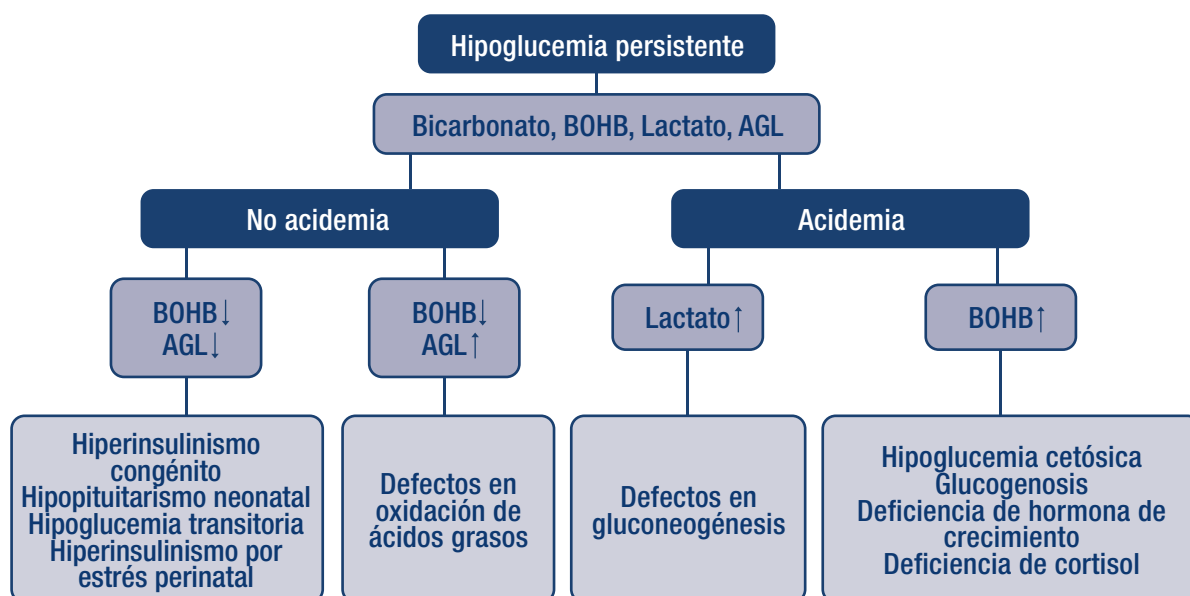 Hipoglucemia persistente
Bicarbonato, BOHB, Lactato, AGL
No acidemia
Acidemia
BOHB↓
AGL↓
BOHB↓
AGL↑
Lactato↑
BOHB↑
Hiperinsulinismo
congénito
Hipopituitarismo neonatal
Hipoglucemia transitoria
Hiperinsulinismo por
estrés perinatal
Defectos en
oxidación de
ácidos grasos
Defectos en
gluconeogénesis
Hipoglucemia cetósica
Glucogenosis
Deficiencia de hormona de
crecimiento
Deficiencia de cortisol